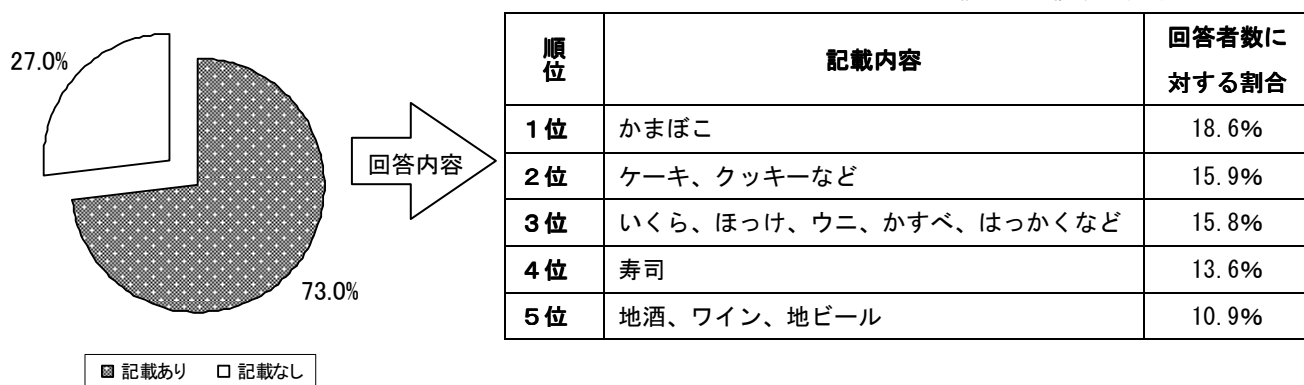 27.0%
73.0%
記載あり 記載なし
回答内容
順位 記載内容 回答者数に対する割合
1位 かまぼこ 18.6%
2位 ケーキ、クッキーなど 15.9%
3位 いくら、ほっけ、ウニ、かすべ、はっかくなど 15.8%
4位 寿司 13.6%
5位 地酒、ワイン、地ビール 10.9%